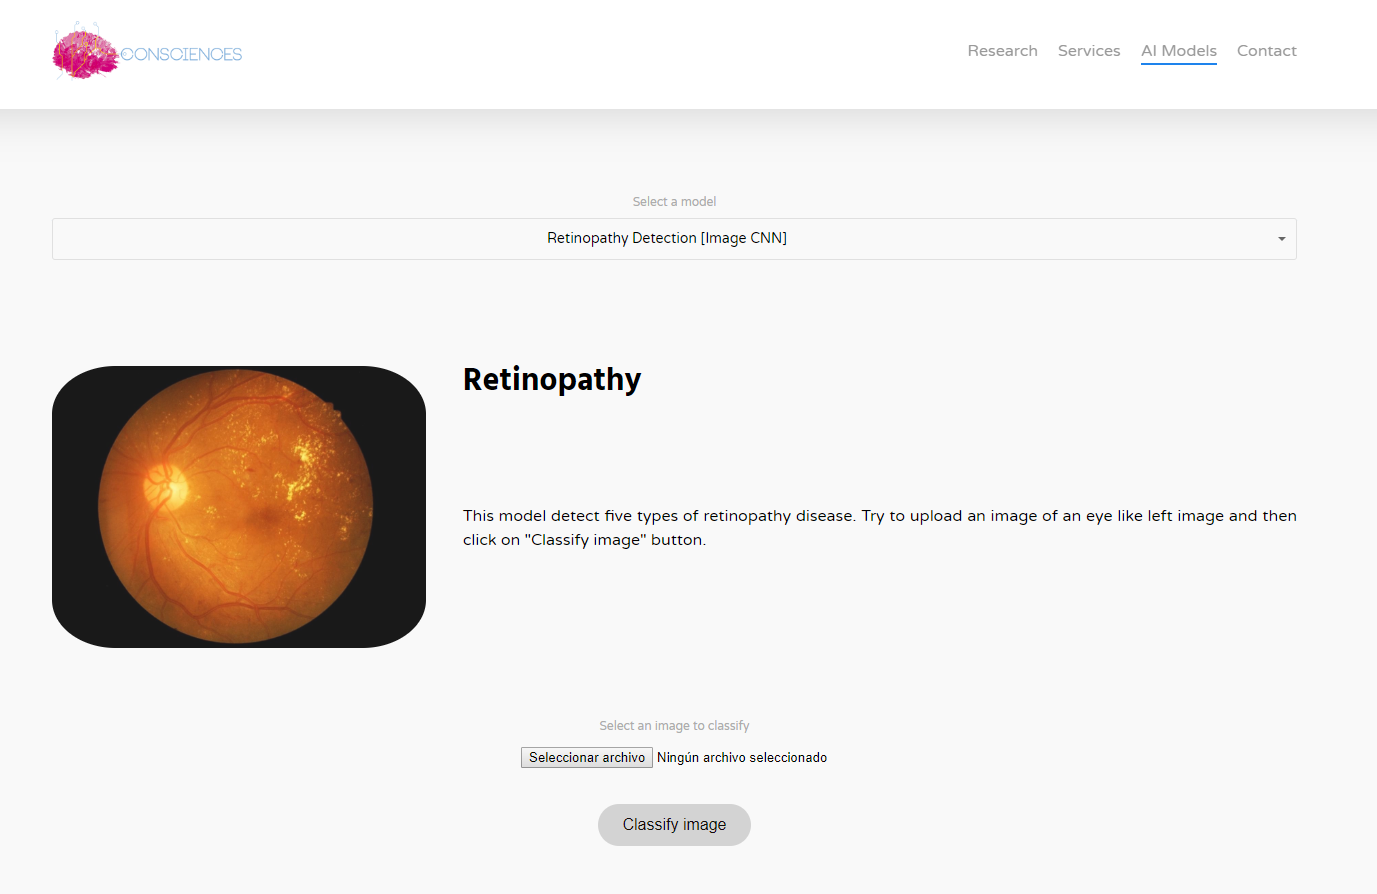 CONSCIENCES
Research Services AI Models Contact
Select a model
Retinopathy Detection [Image CNN]
Retinopathy
This model detect five types of retinopathy disease. Try to upload an image of an eye like left image and then
click on "Classify image" button.
Select an image to classify
Seleccionar archivo Ningún archivo seleccionado
Classify image